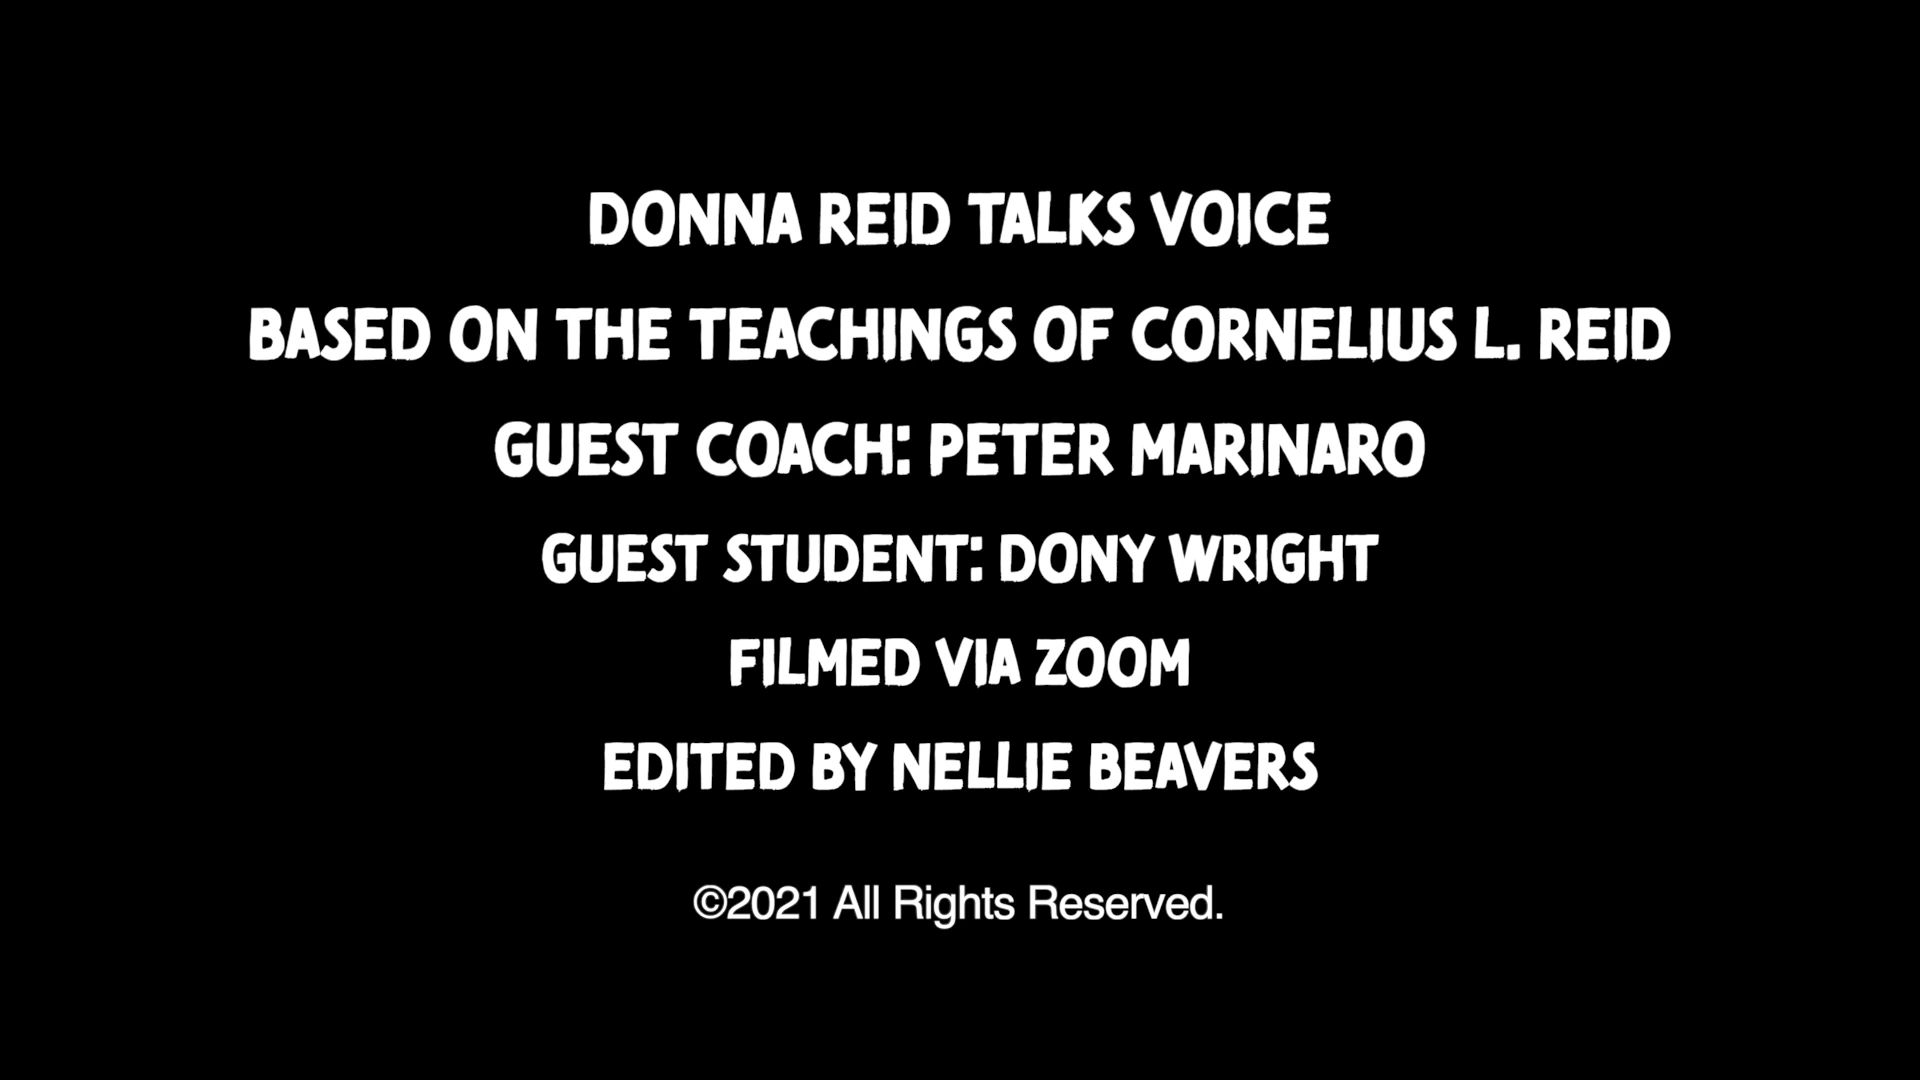 DONNA REID TALKS VOICE
BASED ON THE TEACHINGS OF CORNELIUS L. REID
GUEST COACH: PETER MARINARO
GUEST STUDENT: DONY WRIGHT
FILMED VIA ZOOM
EDITED BY NELLIE BEAVERS
©2021 All Rights Reserved.